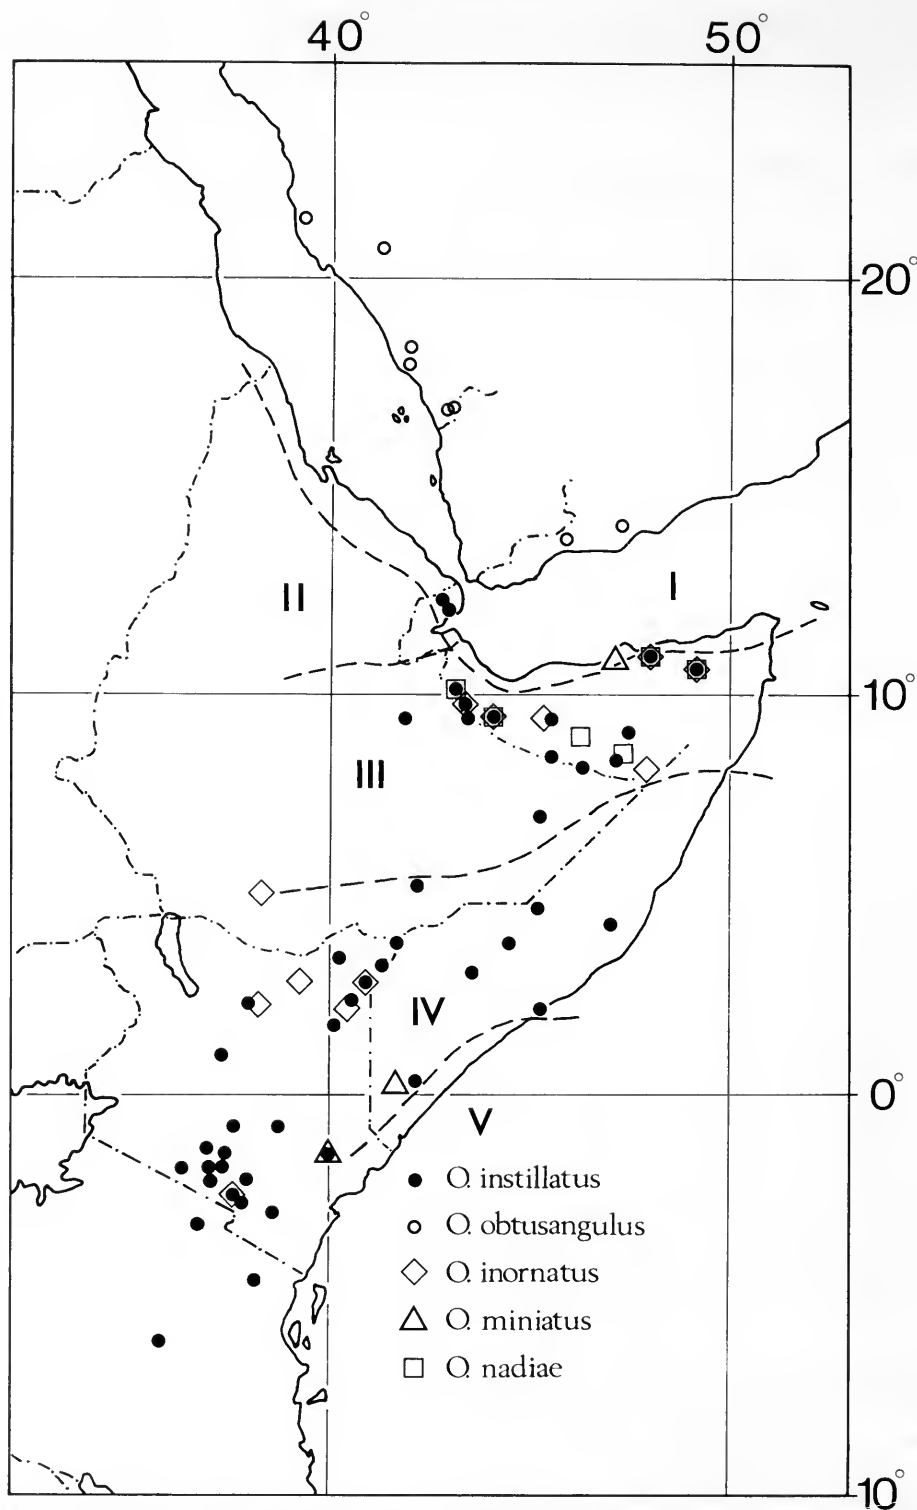 40° 50°
20°
II I
10°
III
IV
0°
V
O. instillatus
O. obtusangulus
O. inornatus
O. miniatus
O. nadiae
10°